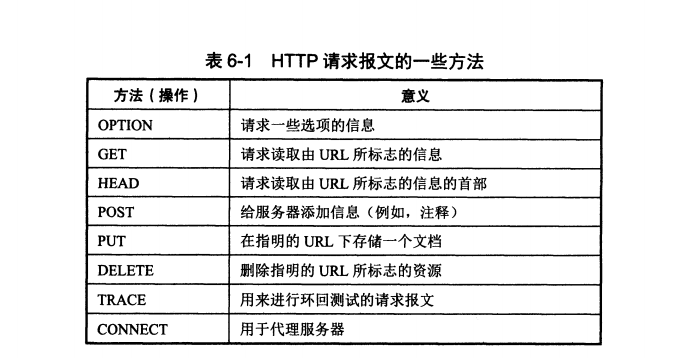 表 6-1 HTTP 请求报文的一些方法
方法（操作） 意义
OPTION 请求一些选项的信息
GET 请求读取由 URL 所标志的信息
HEAD 请求读取由 URL 所标志的信息的首部
POST 给服务器添加信息（例如，注释）
PUT 在指明的 URL 下存储一个文档
DELETE 删除指明的 URL 所标志的资源
TRACE 用来进行环回测试的请求报文
CONNECT 用于代理服务器